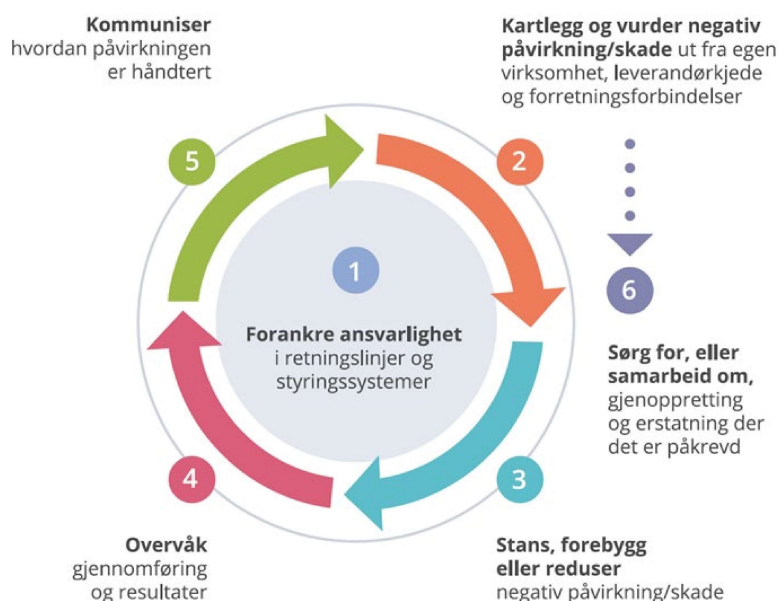 Kommuniser
hvordan påvirkningen
er håndtert
Kartlegg og vurder negativ
påvirkning/skade ut fra egen
virksomhet, leverandørkjede
og forretningsforbindelser
5
2
1
Forankre ansvarlighet
i retningslinjer og
styringssystemer
6
Sørg for, eller
samarbeid om,
gjenoppretting
og erstatning der
det er påkrevd
4
3
Overvåk
gjennomføring
og resultater
Stans, forebygg
eller reduser
negativ påvirkning/skade